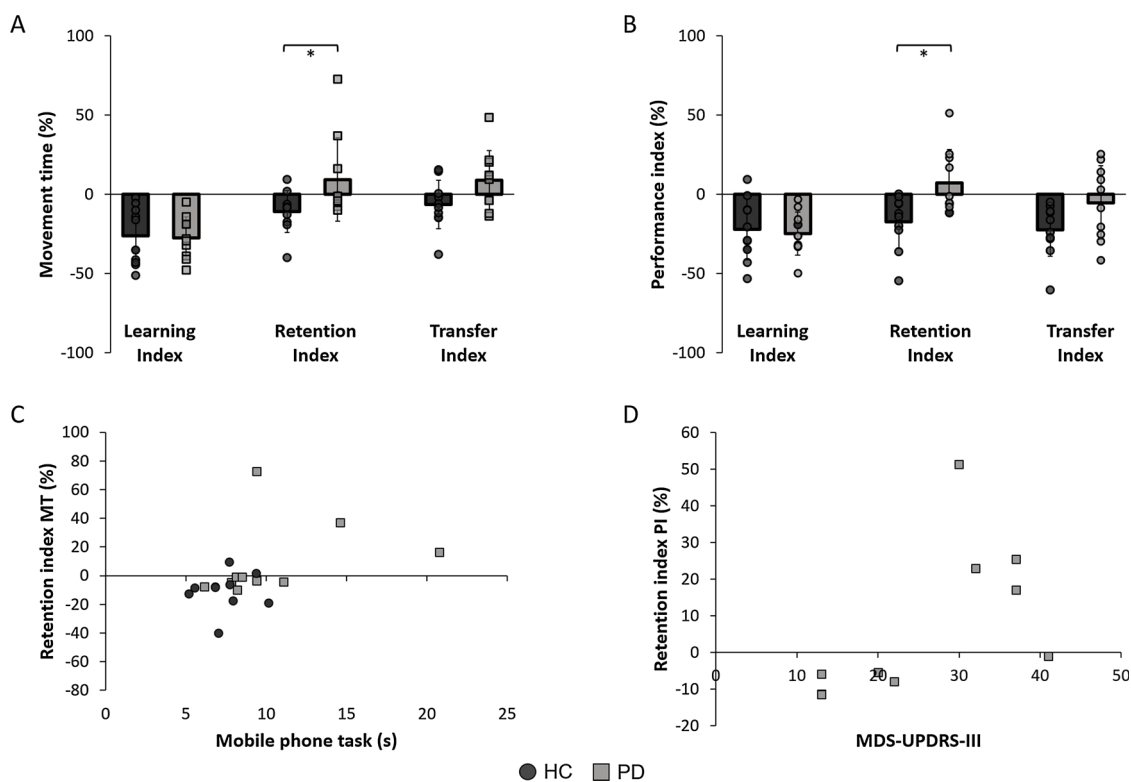 A
Movement time (%)
100
50
0
-50
-100
*
Learning Index
Retention Index
Transfer Index
B
Performance index (%)
100
50
0
-50
-100
*
Learning Index
Retention Index
Transfer Index
C
Retention index MT (%)
100
80
60
40
20
0
-20
-40
-60
-80
0 5 10 15 20 25
Mobile phone task (s)
D
Retention index PI (%)
60
50
40
30
20
10
0
-10
-20
0 10 20 30 40 50
MDS-UPDRS-III
HC PD